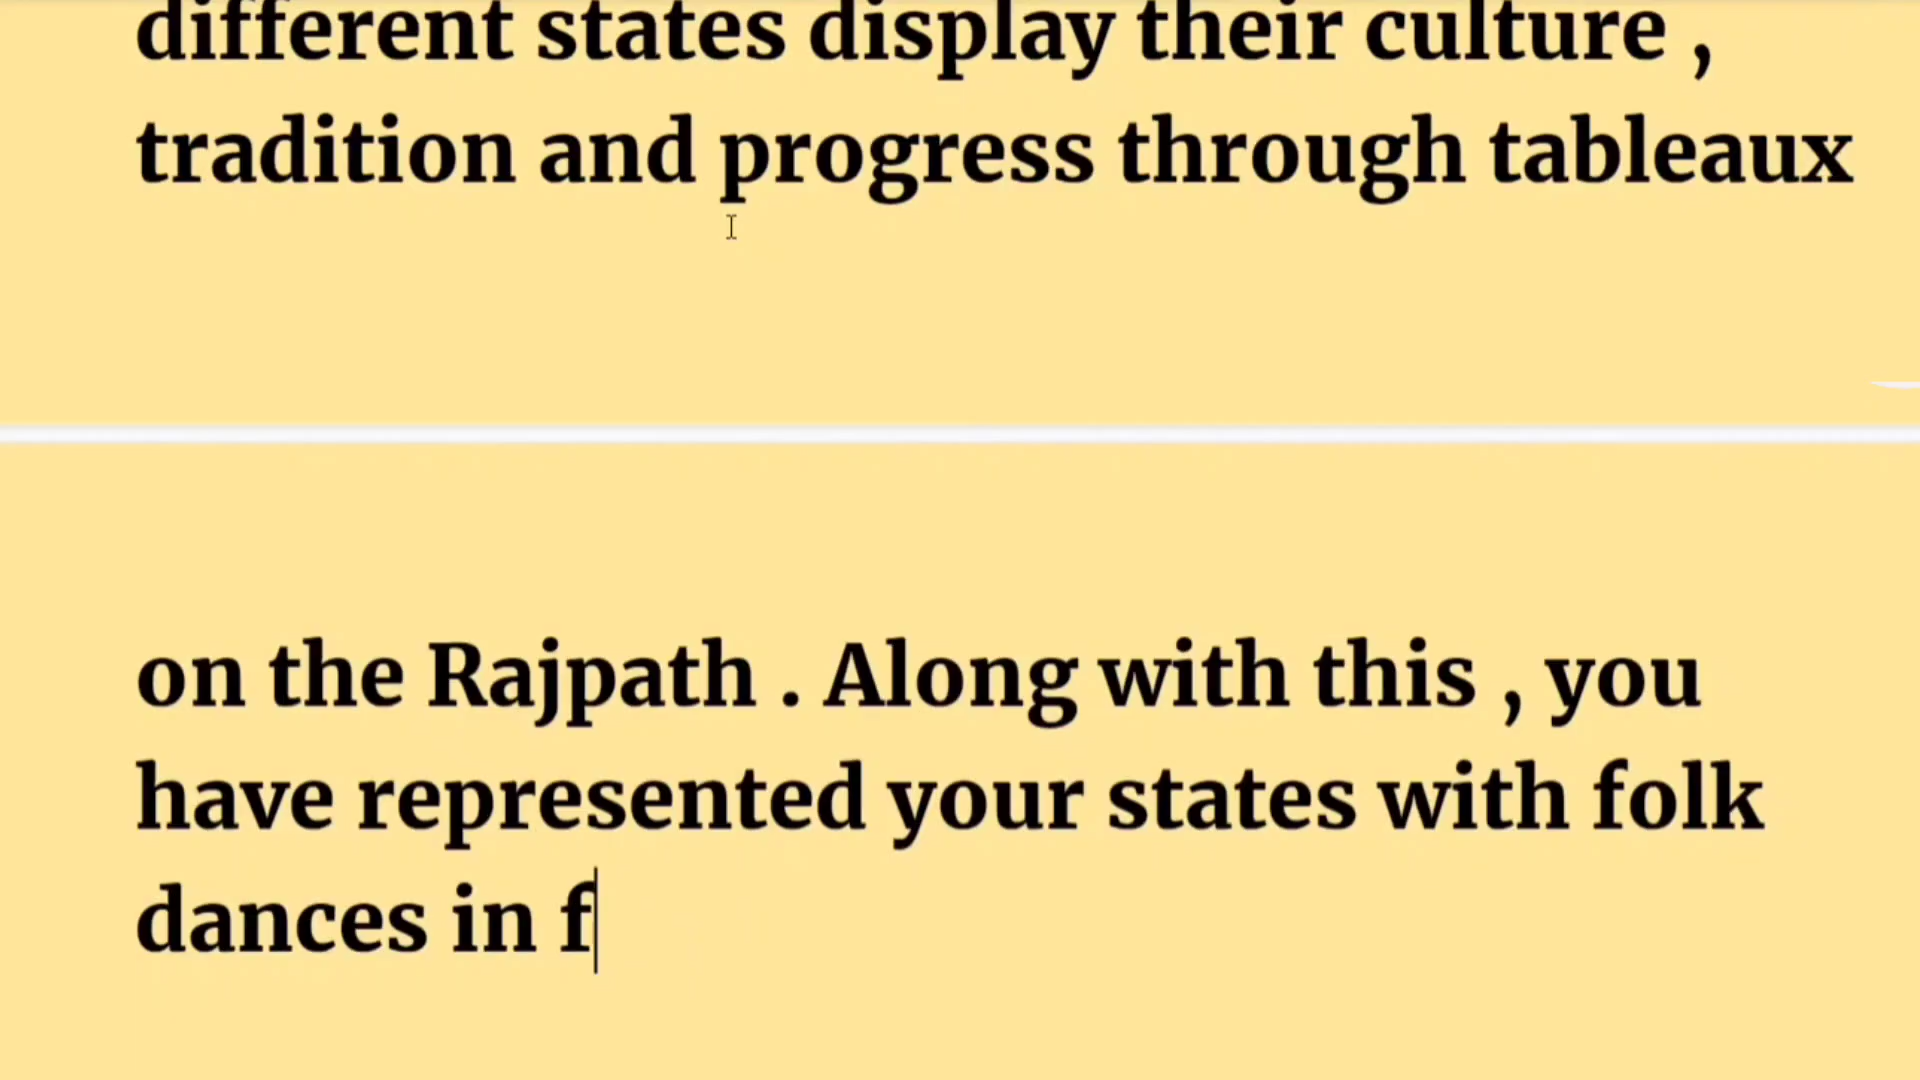 different states display their culture ,
tradition and progress through tableaux
on the Rajpath . Along with this , you
have represented your states with folk
dances in f